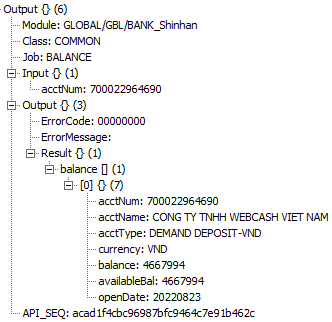 Output {} (6)
Module: GLOBAL/GBL/BANK_Shinhan
Class: COMMON
Job: BALANCE
Input {} (1)
acctNum: 700022964690
Output {} (3)
ErrorCode: 00000000
ErrorMessage:
Result {} (1)
balance [] (1)
[0] {} (7)
acctNum: 700022964690
acctName: CONG TY TNHH WEBCASH VIET NAM
acctType: DEMAND DEPOSIT-VND
currency: VND
balance: 4667994
availableBal: 4667994
openDate: 20220823
API_SEQ: acad1f4cbc96987bfc9464c7e91b462c